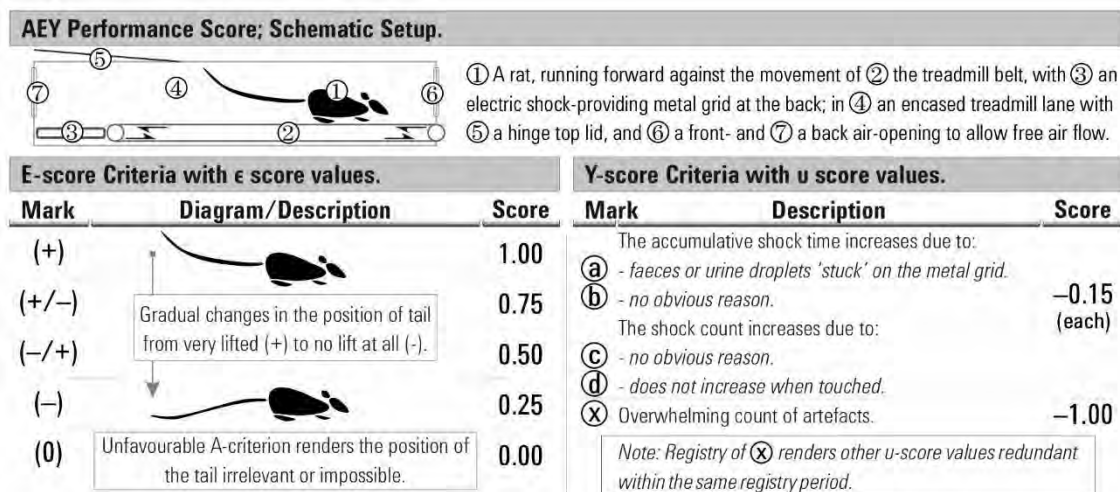 AEY Performance Score; Schematic Setup.
⑤
⑦ ④ ① ⑥
③ ②
① A rat, running forward against the movement of ② the treadmill belt, with ③ an
electric shock-providing metal grid at the back; in ④ an encased treadmill lane with
⑤ a hinge top lid, and ⑥ a front- and ⑦ a back air-opening to allow free air flow.
E-score Criteria with ε score values.
Mark Diagram/Description Score
(+) 1.00
(+/–) 0.75
Gradual changes in the position of tail
from very lifted (+) to no lift at all (-).
(–/+) 0.50
(–) 0.25
(0) 0.00
Unfavourable A-criterion renders the position of
the tail irrelevant or impossible.
Y-score Criteria with υ score values.
Mark Description Score
The accumulative shock time increases due to:
ⓐ - faeces or urine droplets 'stuck' on the metal grid.
ⓑ - no obvious reason. –0.15
(each)
The shock count increases due to:
ⓒ - no obvious reason.
ⓓ - does not increase when touched.
ⓧ Overwhelming count of artefacts. –1.00
Note: Registry of ⓧ renders other υ-score values redundant
within the same registry period.